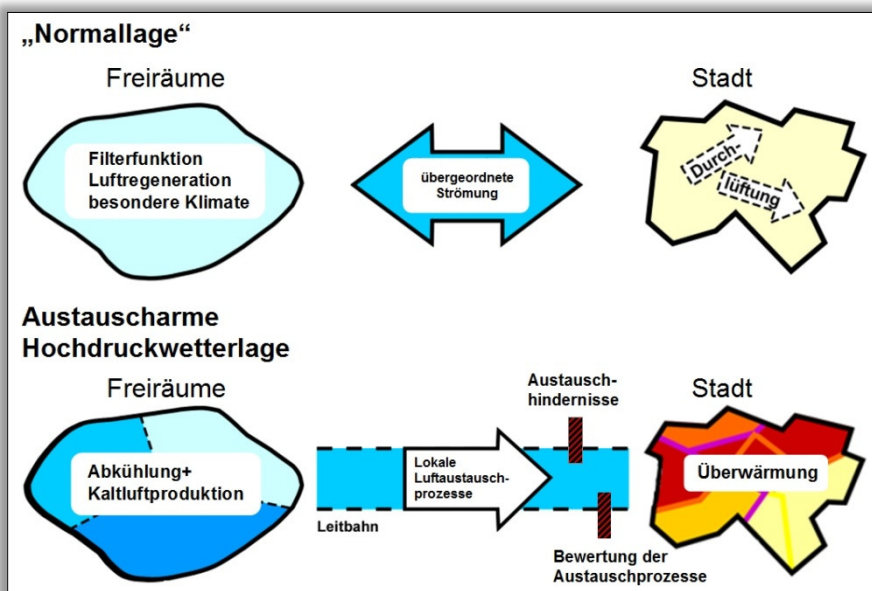 „Normallage“
Freiräume
Stadt
Filterfunktion
Luftregeneration
besondere Klimate
übergeordnete
Strömung
Durch-
lüftung
Austauscharme
Hochdruckwetterlage
Freiräume
Austausch-
hindernisse
Stadt
Abkühlung+
Kaltluftproduktion
Lokale
Luftaustausch-
prozesse
Überwärmung
Leitbahn
Bewertung der
Austauschprozesse